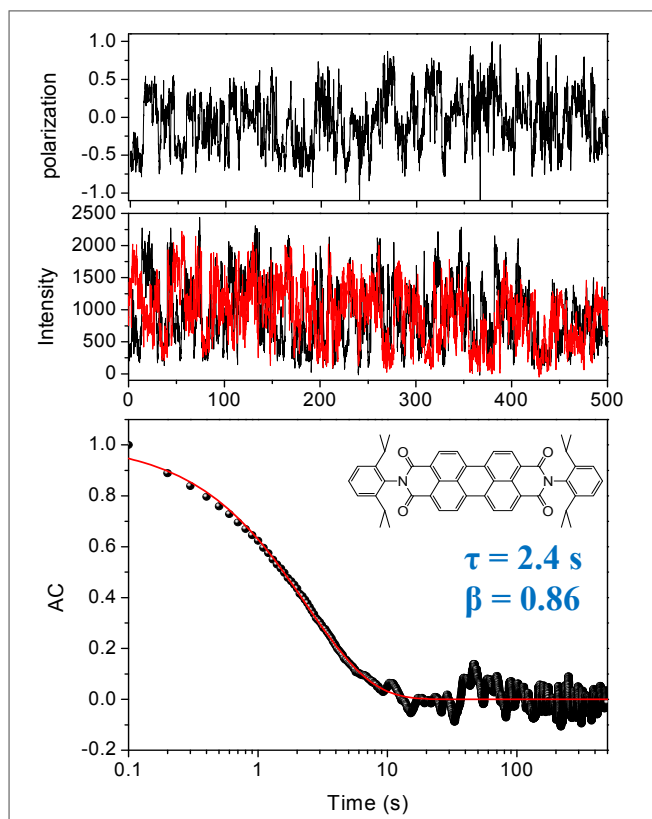 polarization
1.0
0.5
0.0
-0.5
-1.0
Intensity
2500
2000
1500
1000
500
0
0 100 200 300 400 500
AC
1.0
0.8
0.6
0.4
0.2
0.0
-0.2
O O
N N
O O
τ = 2.4 s
β = 0.86
0.1 1 10 100
Time (s)